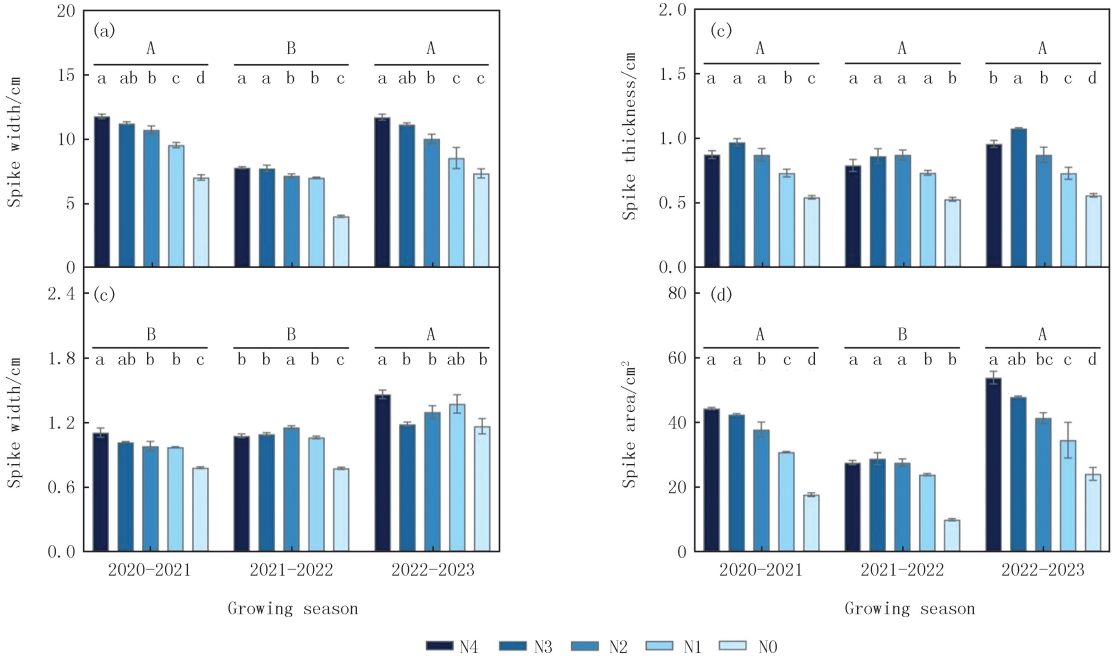 20 (a) A B A
15 a ab b c d a a b b c a ab b c c
10
5
0
Spike width/cm
2.0 (c) A A A
1.5 a a a b c a a a a b b a bc c d
1.0
0.5
0.0
Spike thickness/cm
2.4 (c) B B A
1.8 a ab b b c b b a b c a b b ab b
1.2
0.6
0.0
Spike width/cm
2020-2021 2021-2022 2022-2023
Growing season
80 (d) A B A
60 a a b c d a a a b b a ab bc c d
40
20
0
Spike area/cm²
2020-2021 2021-2022 2022-2023
Growing season
N4 N3 N2 N1 N0